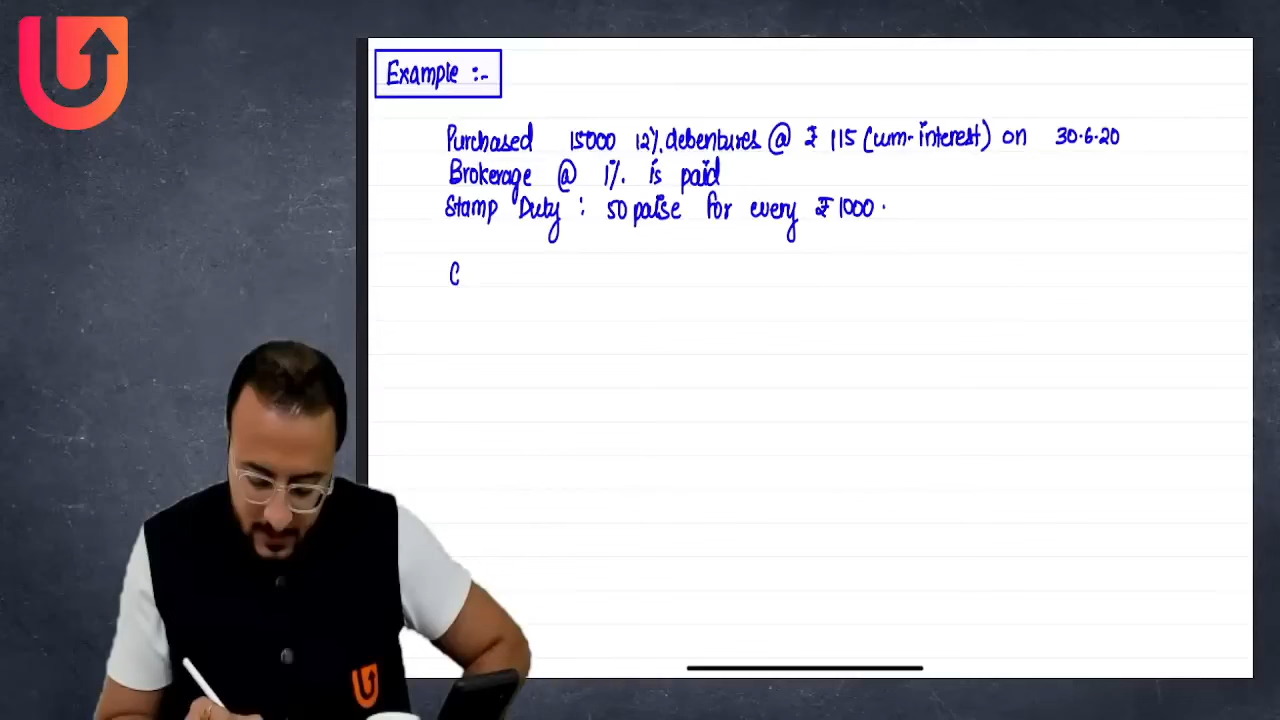 Example :-
Purchased 15000 12% debentures @ ₹ 115 (cum-interest) on 30.6.20
Brokerage @ 1% is paid
Stamp Duty : 50 paise for every ₹ 1000.
C